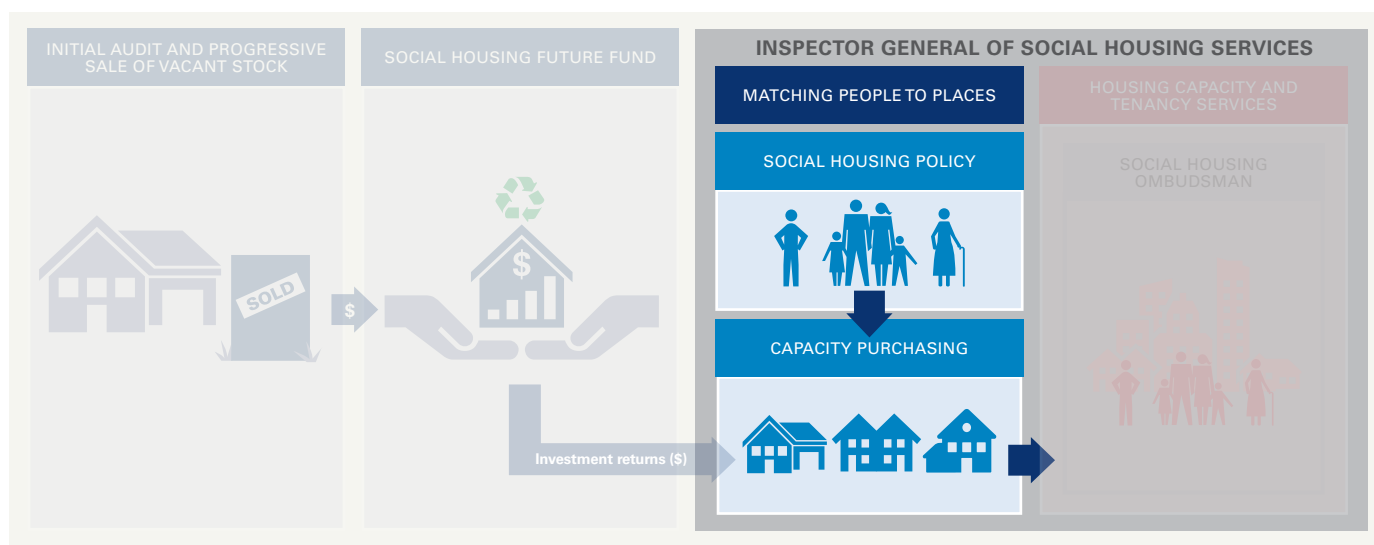 INITIAL AUDIT AND PROGRESSIVE
SALE OF VACANT STOCK
SOLD
$
SOCIAL HOUSING FUTURE FUND
$
Investment returns ($)
INSPECTOR GENERAL OF SOCIAL HOUSING SERVICES
MATCHING PEOPLE TO PLACES
SOCIAL HOUSING POLICY
CAPACITY PURCHASING
HOUSING CAPACITY AND
TENANCY SERVICES
SOCIAL HOUSING
OMBUDSMAN